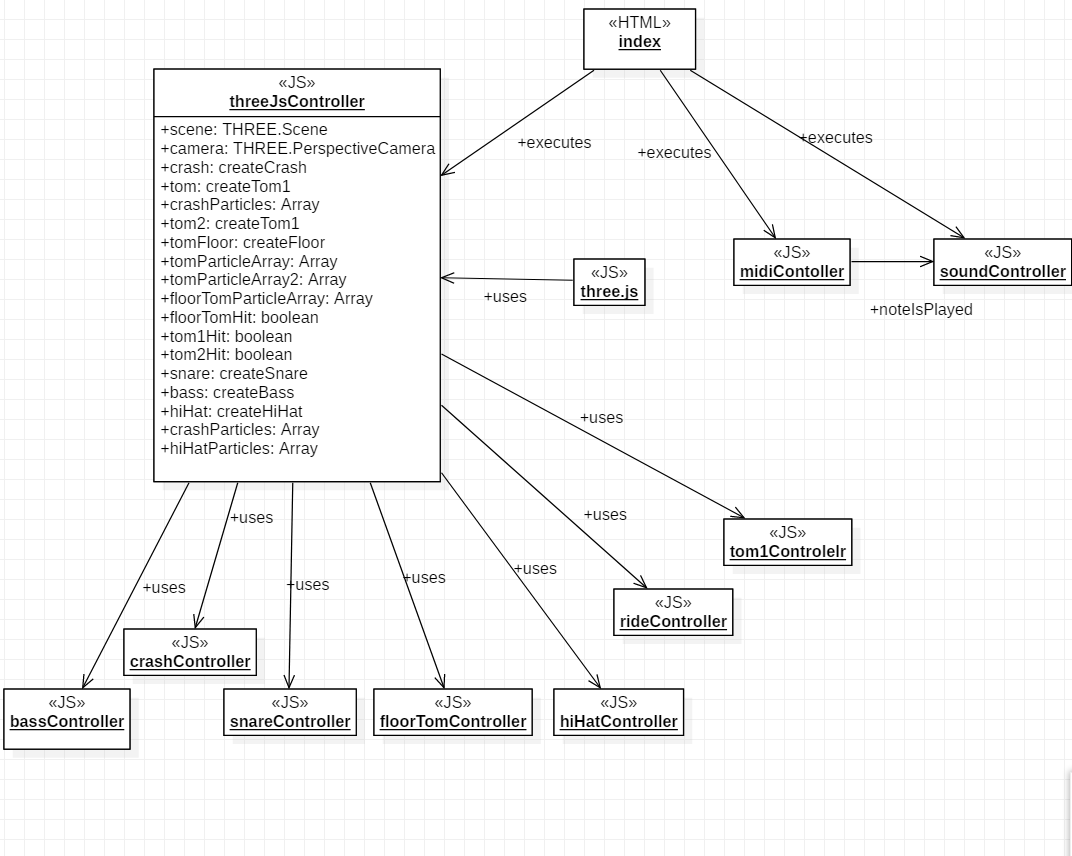 «HTML»
index
«JS»
threeJsController
+scene: THREE.Scene
+camera: THREE.PerspectiveCamera
+crash: createCrash
+tom: createTom1
+crashParticles: Array
+tom2: createTom1
+tomFloor: createFloor
+tomParticleArray: Array
+tomParticleArray2: Array
+floorTomParticleArray: Array
+floorTomHit: boolean
+tom1Hit: boolean
+tom2Hit: boolean
+snare: createSnare
+bass: createBass
+hiHat: createHiHat
+crashParticles: Array
+hiHatParticles: Array
+executes
+executes
+executes
«JS»
midiContoller
«JS»
soundController
+noteIsPlayed
«JS»
three.js
+uses
+uses
«JS»
tom1Controlelr
+uses
«JS»
rideController
+uses
«JS»
hiHatController
+uses
«JS»
floorTomController
+uses
«JS»
snareController
+uses
«JS»
crashController
+uses
«JS»
bassController